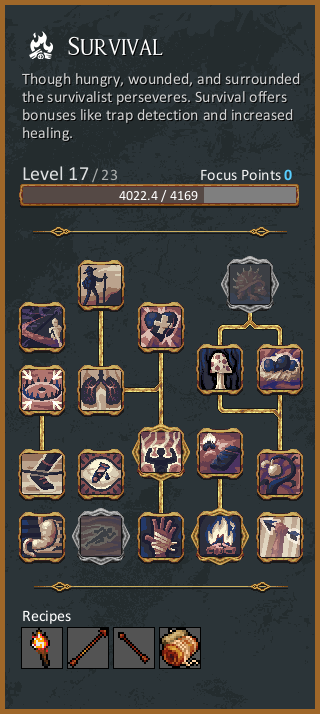 SURVIVAL
Though hungry, wounded, and surrounded
the survivalist perseveres. Survival offers
bonuses like trap detection and increased
healing.
Level 17 / 23
Focus Points 0
4022.4 / 4169
Recipes